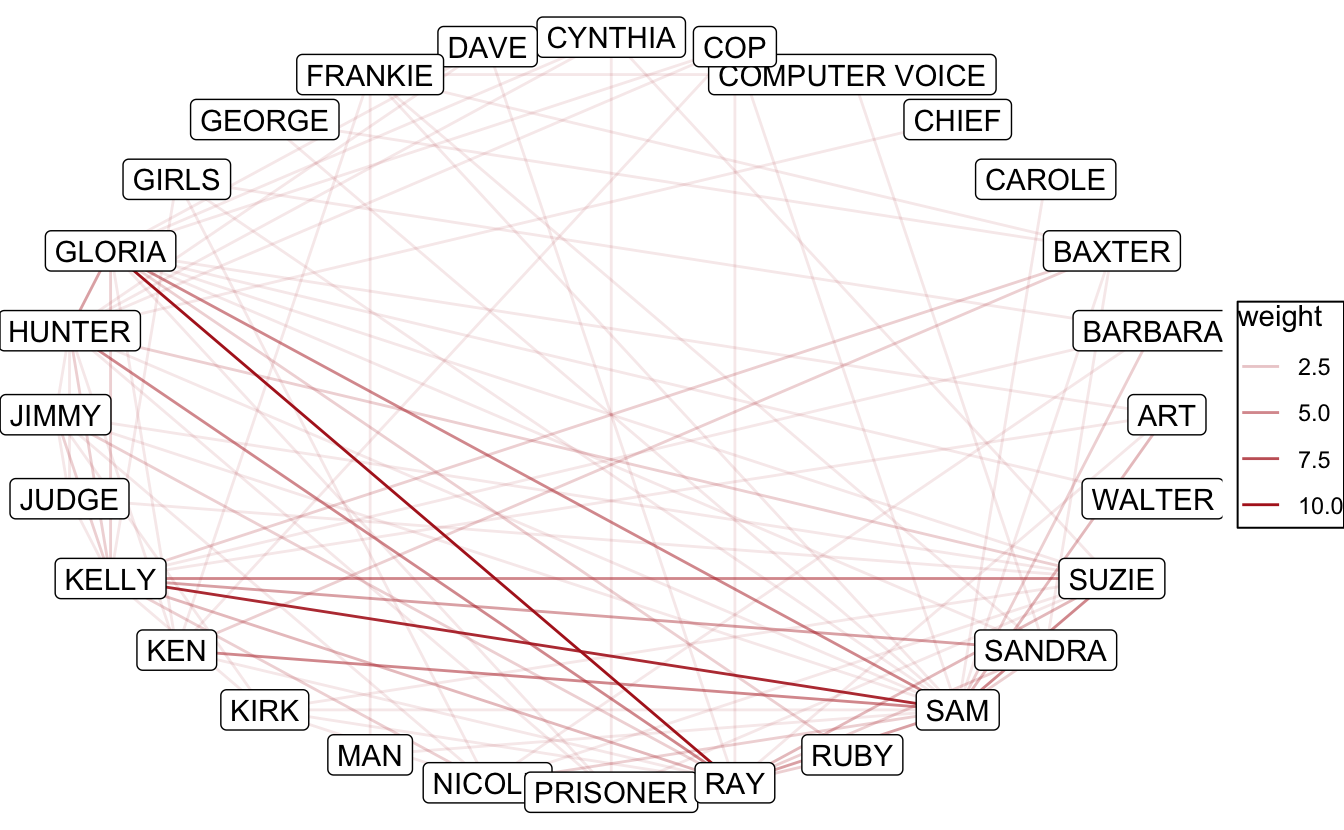 CYNTHIA
DAVE
COP
FRANKIE
COMPUTER VOICE
GEORGE
CHIEF
GIRLS
CAROLE
GLORIA
BAXTER
HUNTER
BARBARA
weight
2.5
JIMMY
ART
5.0
7.5
JUDGE
WALTER
10.0
KELLY
SUZIE
KEN
SANDRA
KIRK
SAM
MAN
RUBY
NICOL
PRISONER
RAY